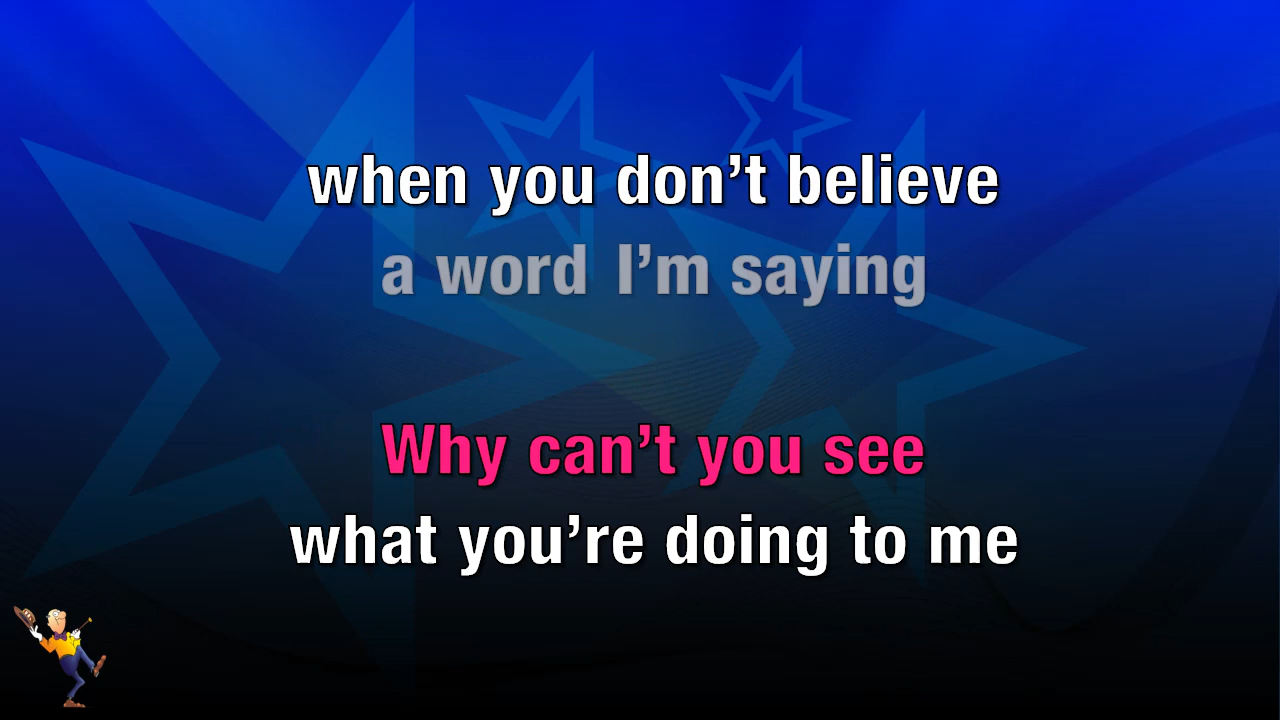 when you don’t believe
a word I’m saying
Why can’t you see
what you’re doing to me